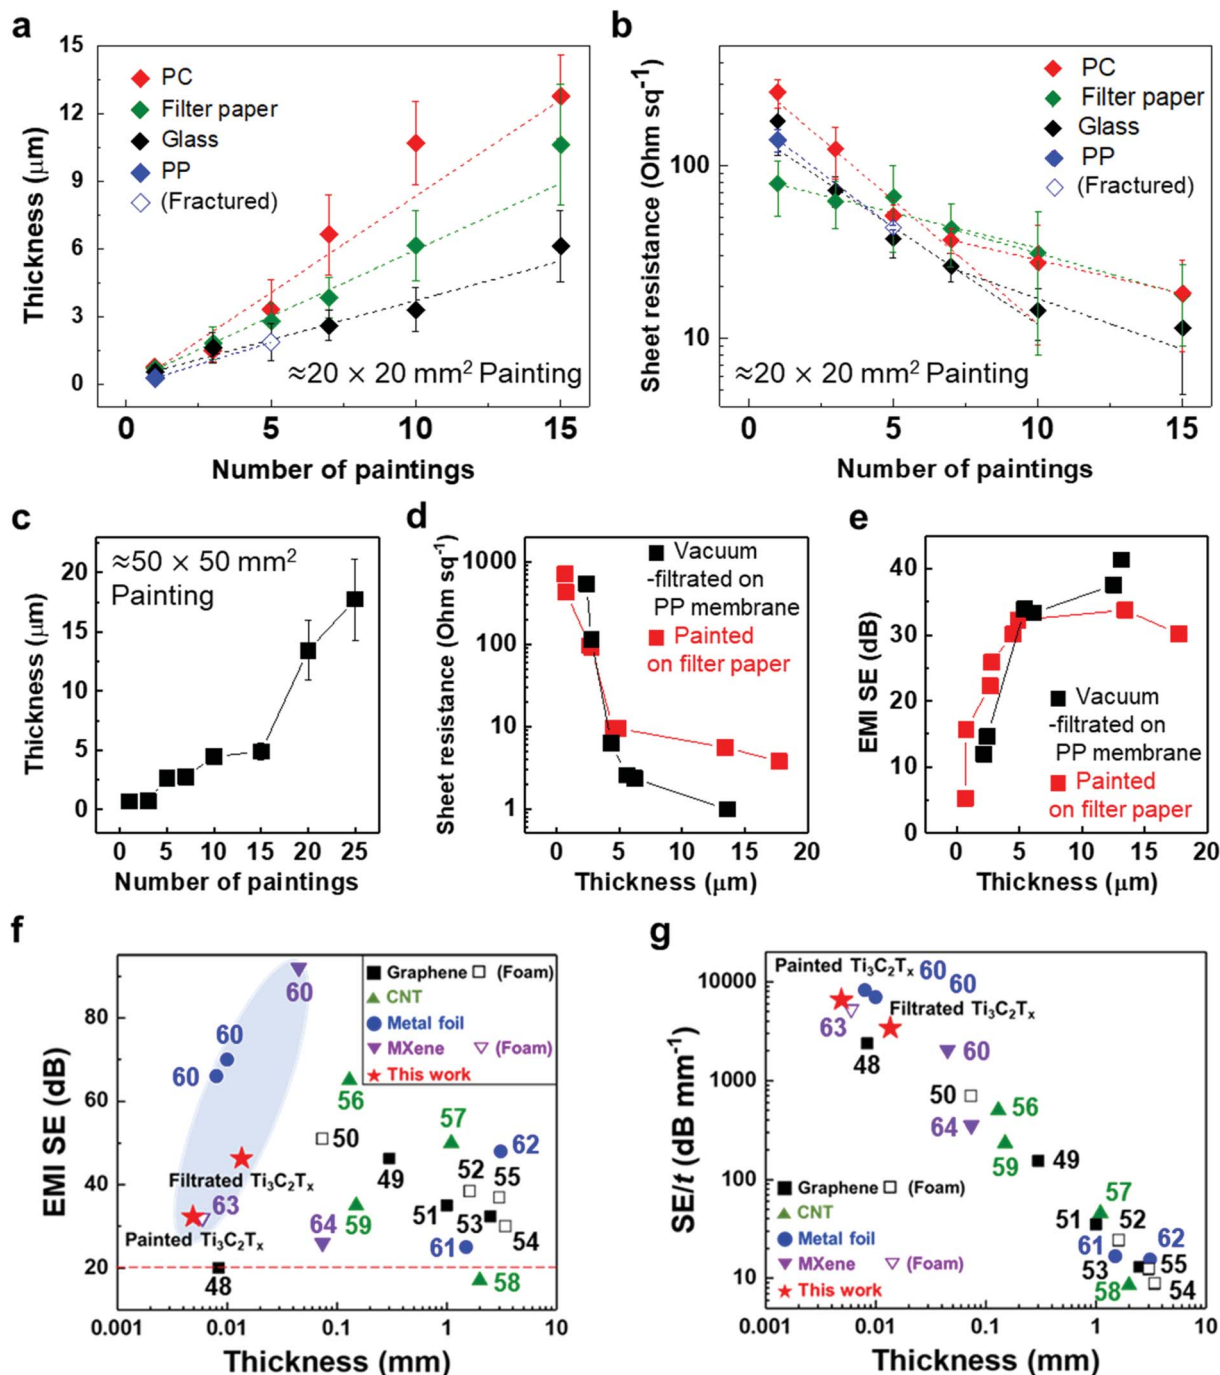 a
15
12
9
6
3
0
Thickness (μm)
PC
Filter paper
Glass
PP
(Fractured)
≈20 × 20 mm² Painting
0 5 10 15
Number of paintings
b
100
10
Sheet resistance (Ohm sq⁻¹)
PC
Filter paper
Glass
PP
(Fractured)
≈20 × 20 mm² Painting
0 5 10 15
Number of paintings
c
20
15
10
5
0
Thickness (μm)
≈50 × 50 mm²
Painting
0 5 10 15 20 25
Number of paintings
d
1000
100
10
1
Sheet resistance (Ohm sq⁻¹)
Vacuum
-filtrated on
PP membrane
Painted
on filter paper
0 5 10 15 20
Thickness (μm)
e
40
30
20
10
0
EMI SE (dB)
Vacuum
-filtrated on
PP membrane
Painted
on filter paper
0 5 10 15 20
Thickness (μm)
f
80
60
40
20
EMI SE (dB)
Graphene (Foam)
CNT
Metal foil
MXene (Foam)
This work
60
60
60
56
50
57
49
52
62
55
Filtrated Ti₃C₂Tₓ
63
59
64
51
53
54
61
Painted Ti₃C₂Tₓ
48
58
0.001 0.01 0.1 1 10
Thickness (mm)
g
10000
1000
100
10
SE/t (dB mm⁻¹)
Painted Ti₃C₂Tₓ 60
60
Filtrated Ti₃C₂Tₓ
63
48
60
50
64
56
59
49
57
51
52
61
62
53
55
58
54
Graphene (Foam)
CNT
Metal foil
MXene (Foam)
This work
0.001 0.01 0.1 1 10
Thickness (mm)